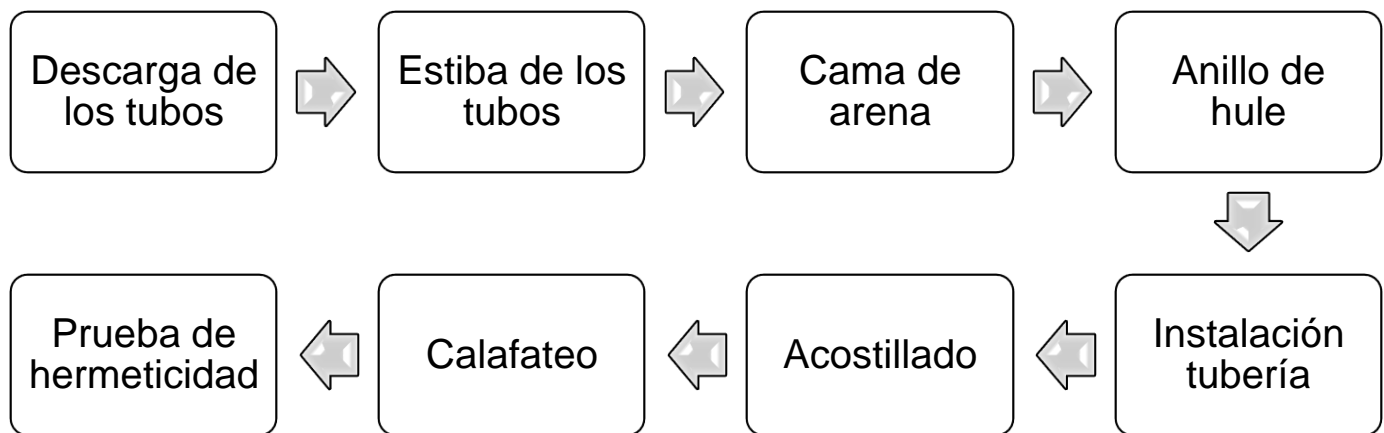 Descarga de
los tubos
Estiba de los
tubos
Cama de
arena
Anillo de
hule
Instalación
tubería
Acostillado
Calafateo
Prueba de
hermeticidad